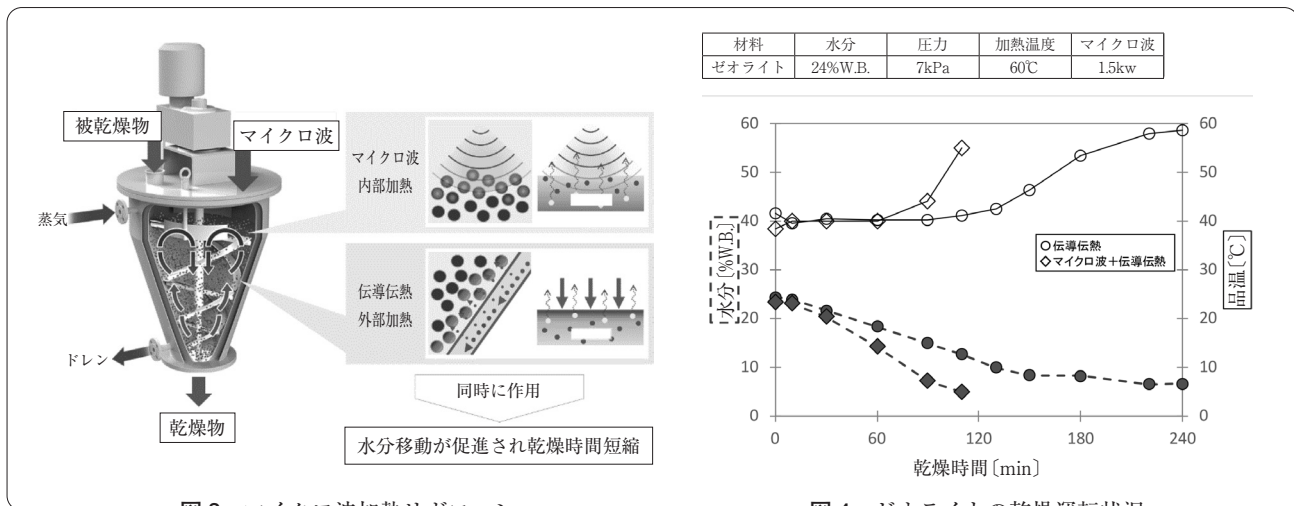 被乾燥物
マイクロ波
蒸気
ドレン
乾燥物
マイクロ波
内部加熱
伝導伝熱
外部加熱
同時に作用
水分移動が促進され乾燥時間短縮
材料 水分 圧力 加熱温度 マイクロ波
ゼオライト 24%W.B. 7kPa 60℃ 1.5kw
60 60
50 50
40 40
30 30
20 20
10 10
0 0
水分〔%W.B.〕
品温〔℃〕
伝導伝熱
マイクロ波+伝導伝熱
0 60 120 180 240
乾燥時間〔min〕